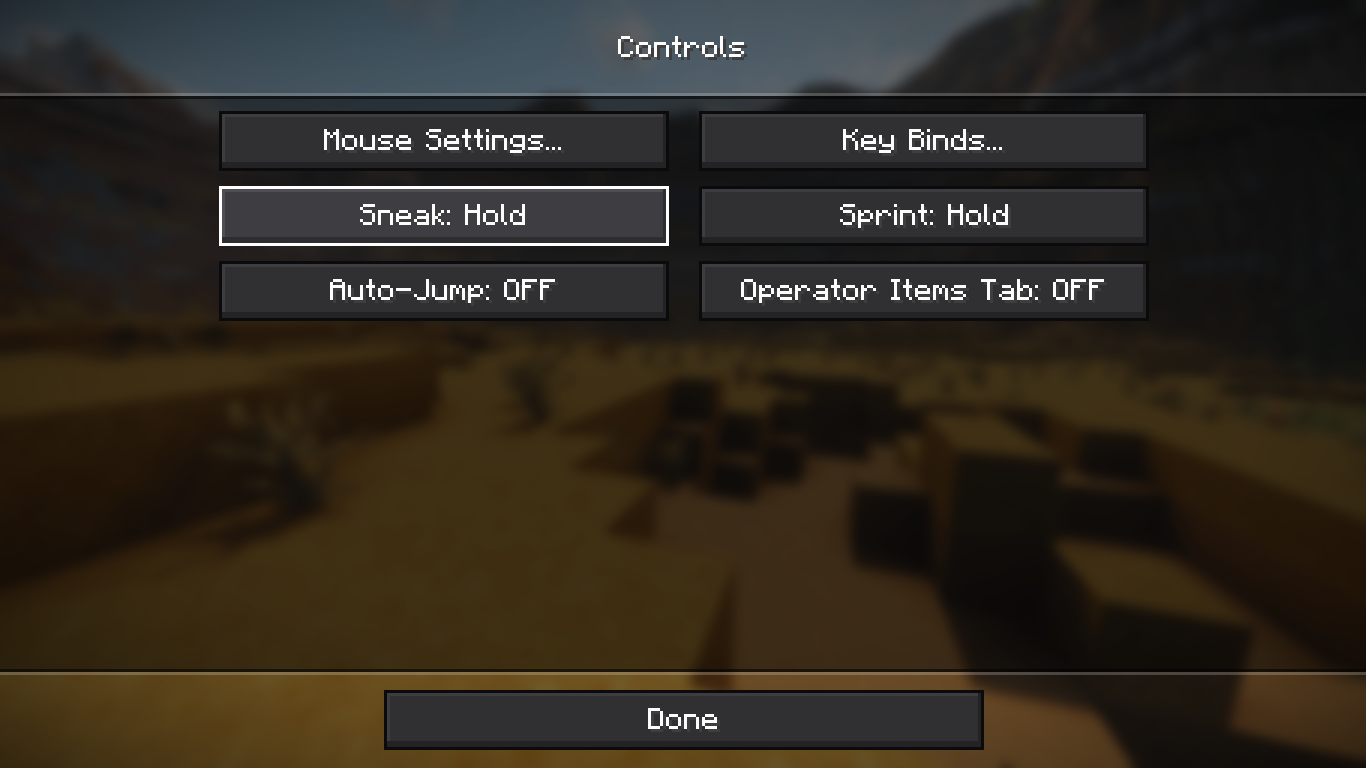 Controls
Mouse Settings...
Key Binds...
Sneak: Hold
Sprint: Hold
Auto-Jump: OFF
Operator Items Tab: OFF
Done